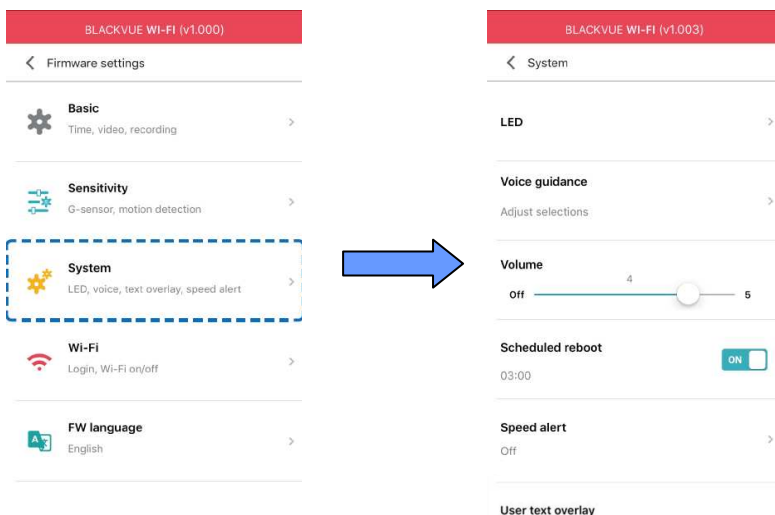 BLACKVUE WI-FI (v1.000)
Firmware settings
Basic
Time, video, recording
Sensitivity
G-sensor, motion detection
System
LED, voice, text overlay, speed alert
Wi-Fi
Login, Wi-Fi on/off
FW language
English
BLACKVUE WI-FI (v1.003)
System
LED
Voice guidance
Adjust selections
Volume
4
Off 5
Scheduled reboot
ON
03:00
Speed alert
Off
User text overlay